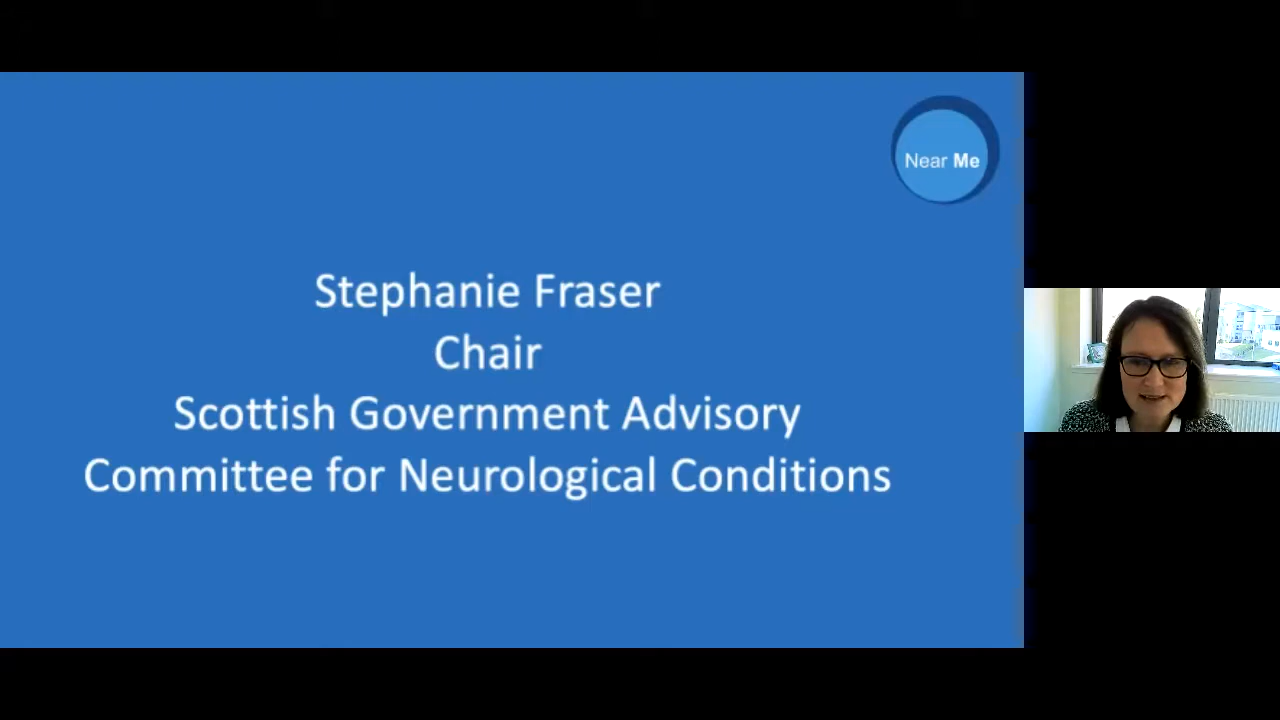 Near Me
Stephanie Fraser
Chair
Scottish Government Advisory
Committee for Neurological Conditions